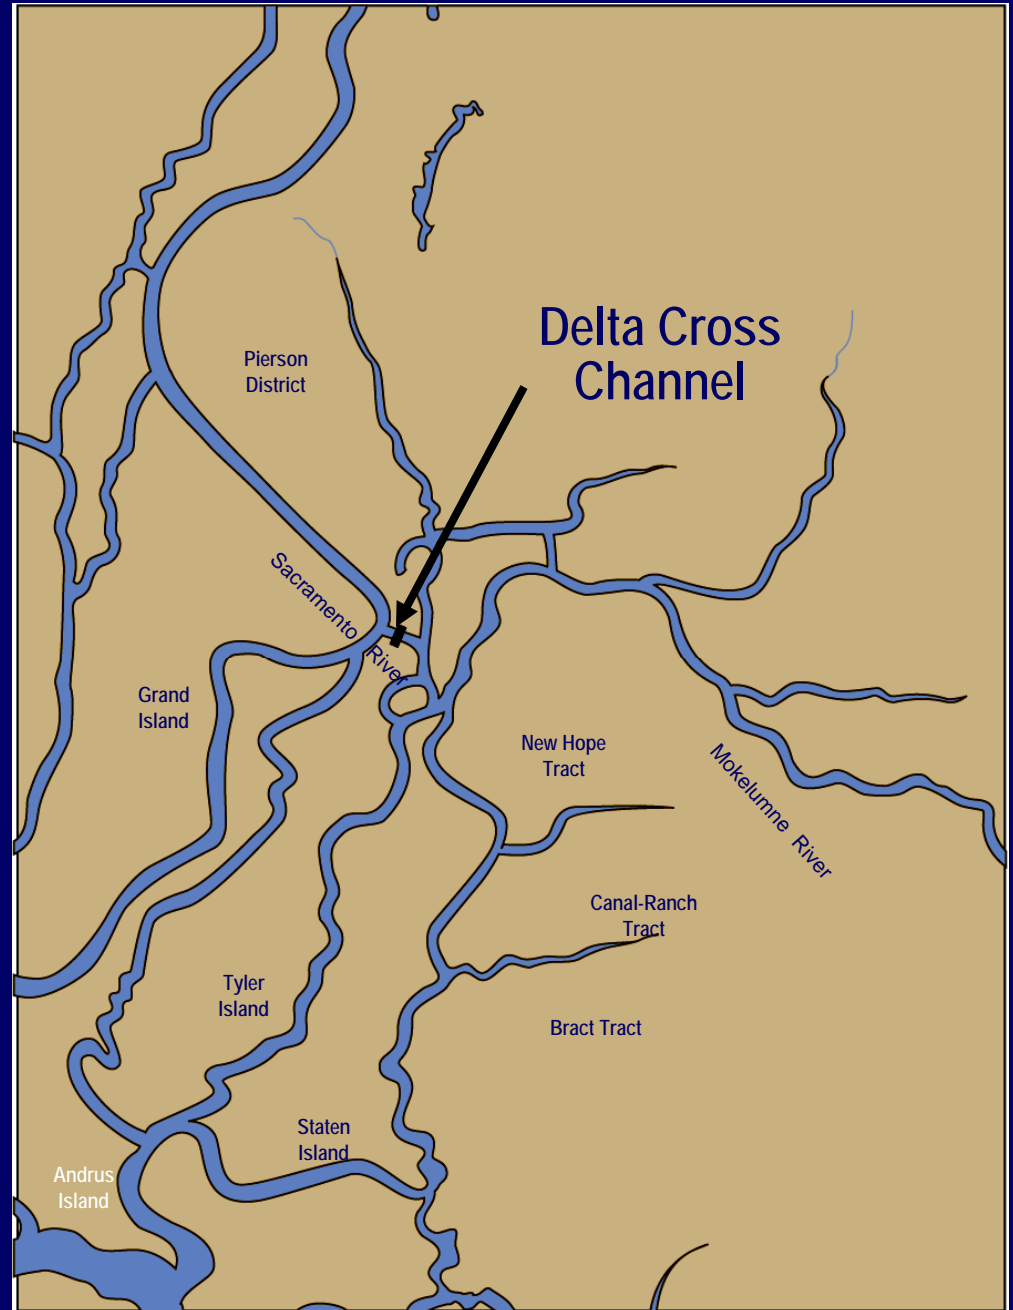 Delta Cross
Channel
Pierson
District
Sacramento River
Grand
Island
New Hope
Tract
Mokelumne River
Canal-Ranch
Tract
Tyler
Island
Bract Tract
Staten
Island
Andrus
Island